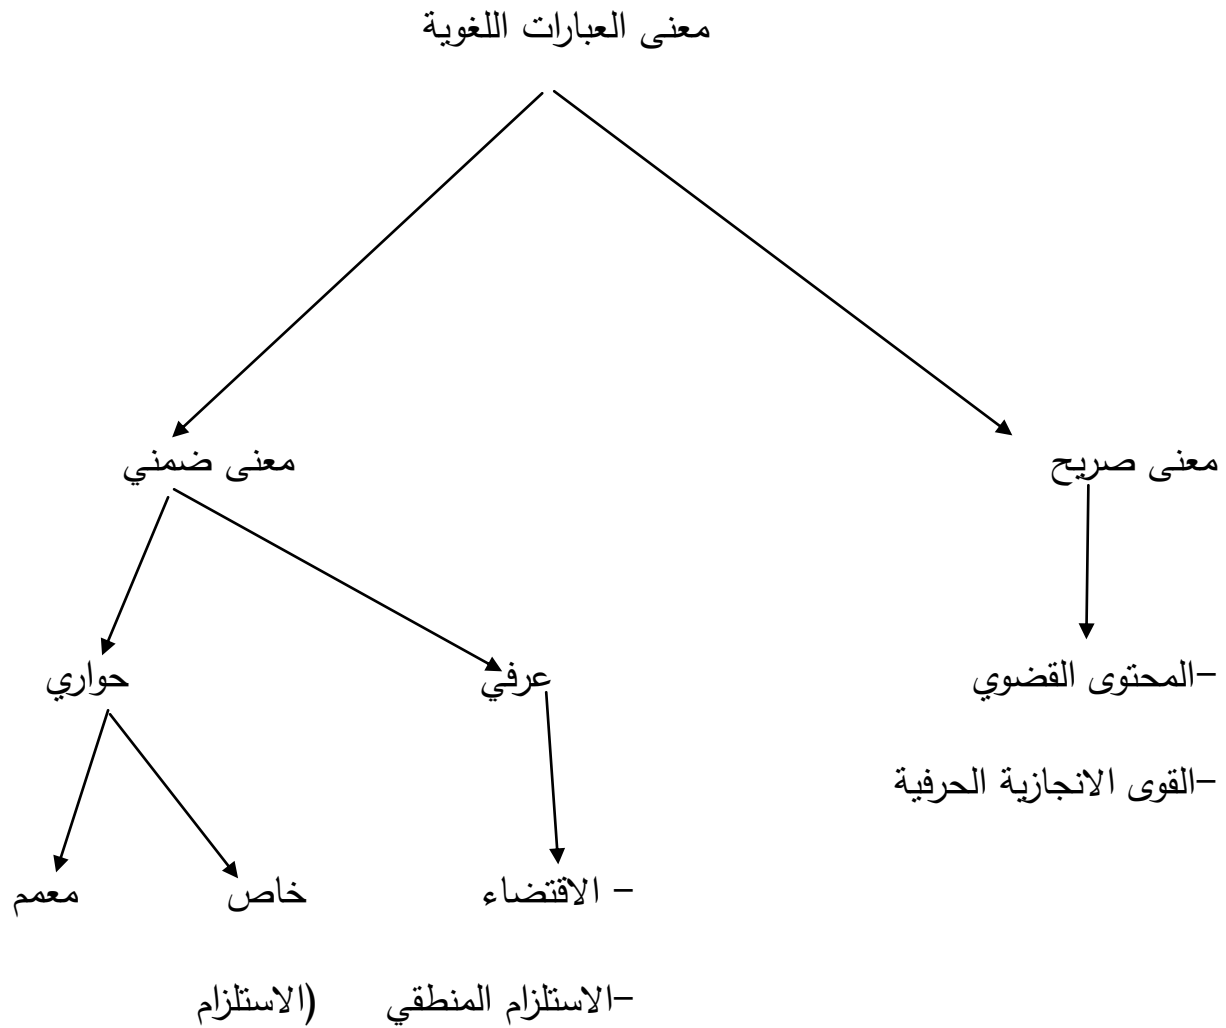 معنى العبارات اللغوية
معنى صريح
معنى ضمني
-المحتوى القضوي
عرفي
حواري
-القوى الانجازية الحرفية
- الاقتضاء
خاص
معمم
-الاستلزام المنطقي
(الاستلزام